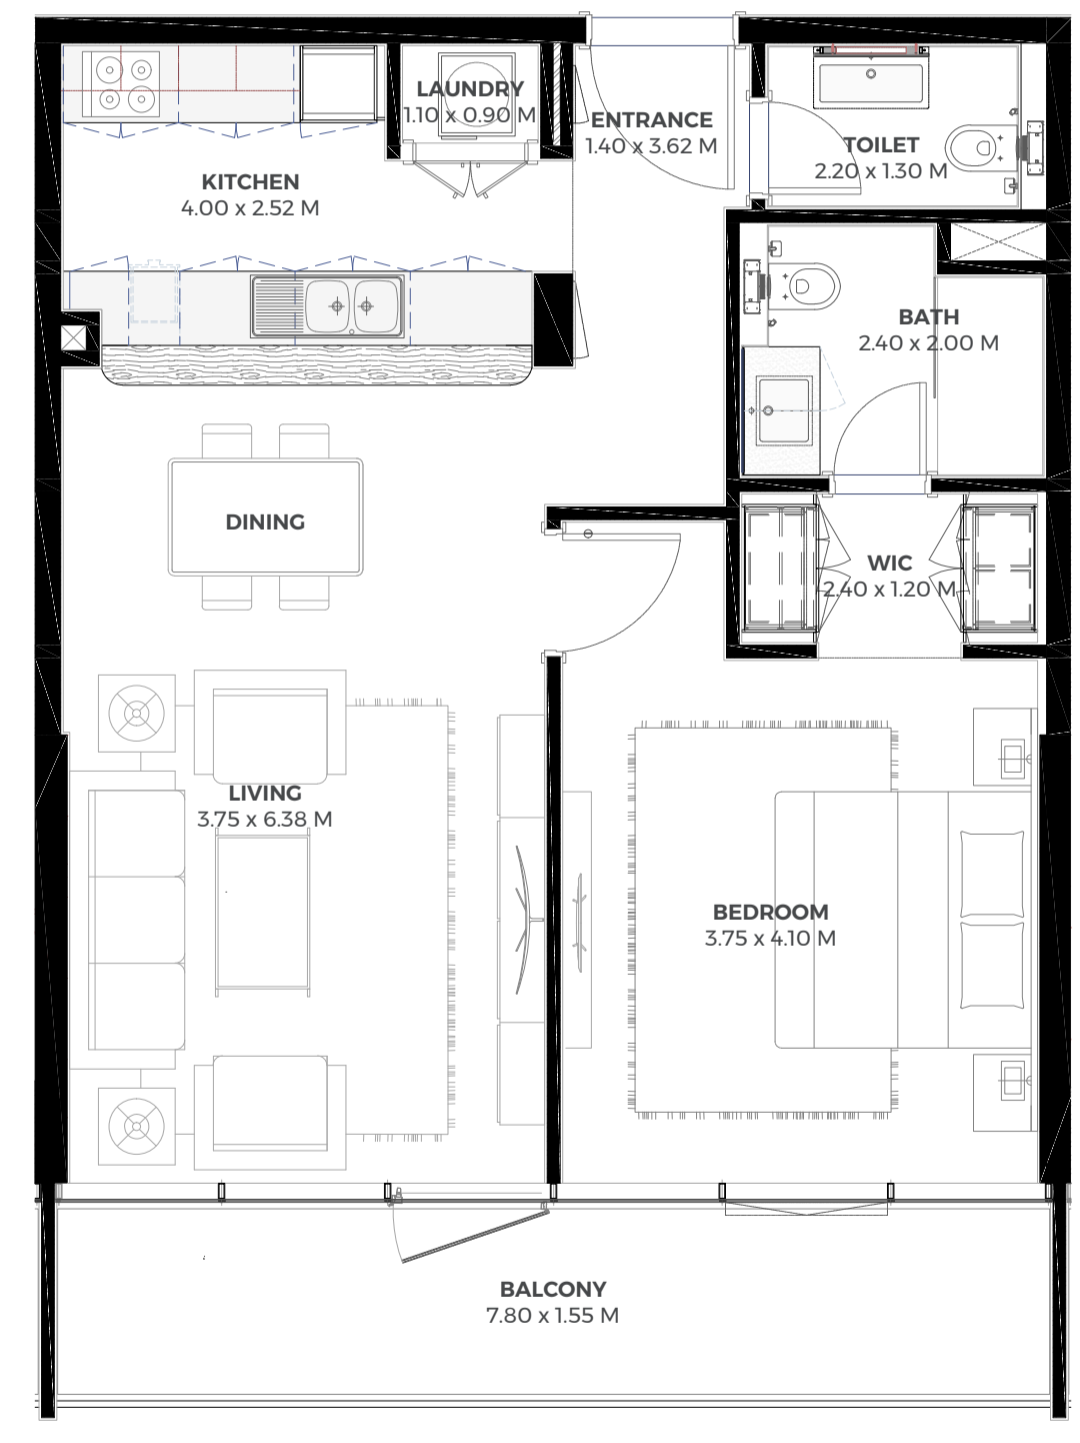 LAUNDRY
1.10 x 0.90 M
ENTRANCE
1.40 x 3.62 M
TOILET
2.20 x 1.30 M
KITCHEN
4.00 x 2.52 M
BATH
2.40 x 2.00 M
DINING
WIC
2.40 x 1.20 M
LIVING
3.75 x 6.38 M
BEDROOM
3.75 x 4.10 M
BALCONY
7.80 x 1.55 M